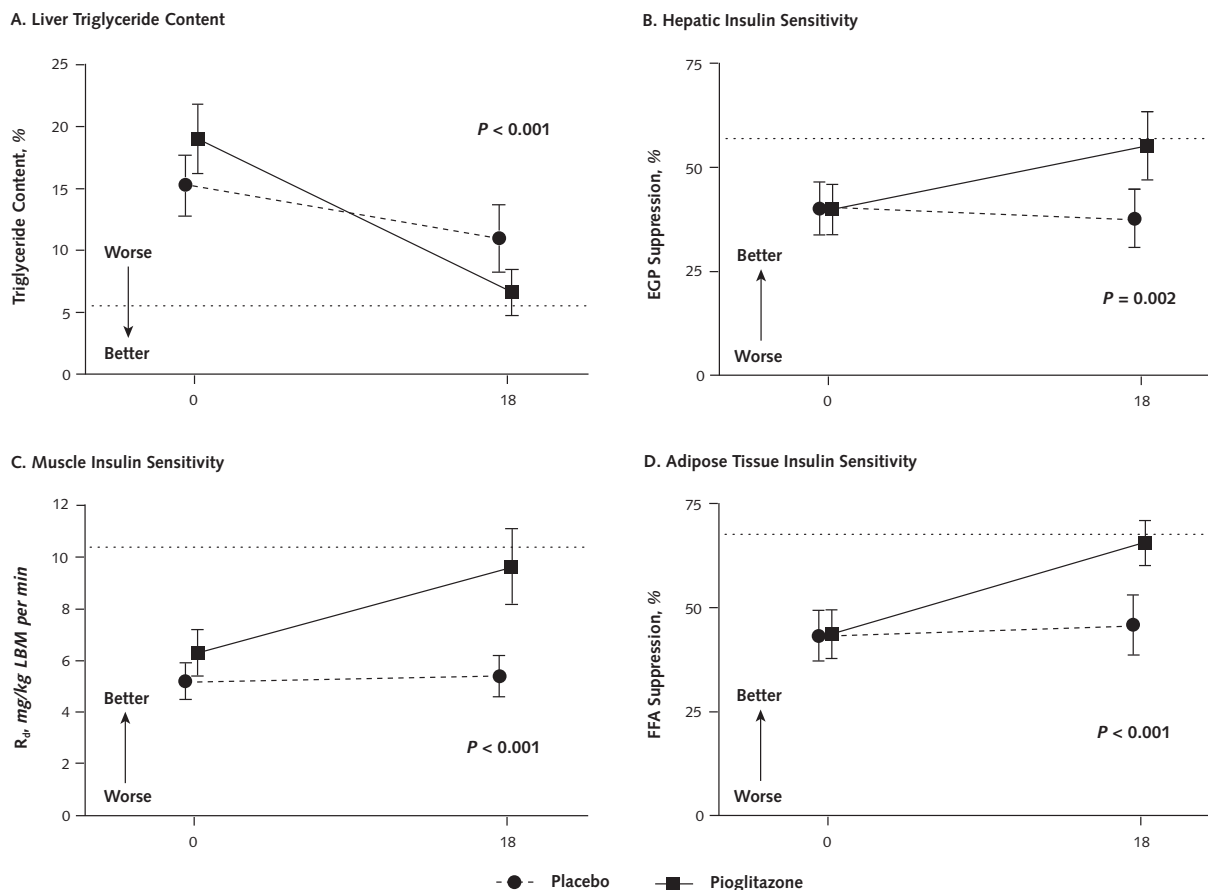 A. Liver Triglyceride Content
Triglyceride Content, %
25
20
15
10
5
0
P < 0.001
Worse
Better
0
18
B. Hepatic Insulin Sensitivity
EGP Suppression, %
75
50
25
0
Better
Worse
P = 0.002
0
18
C. Muscle Insulin Sensitivity
Rd, mg/kg LBM per min
12
10
8
6
4
2
0
Better
Worse
P < 0.001
0
18
D. Adipose Tissue Insulin Sensitivity
FFA Suppression, %
75
50
25
0
Better
Worse
P < 0.001
0
18
Placebo
Pioglitazone